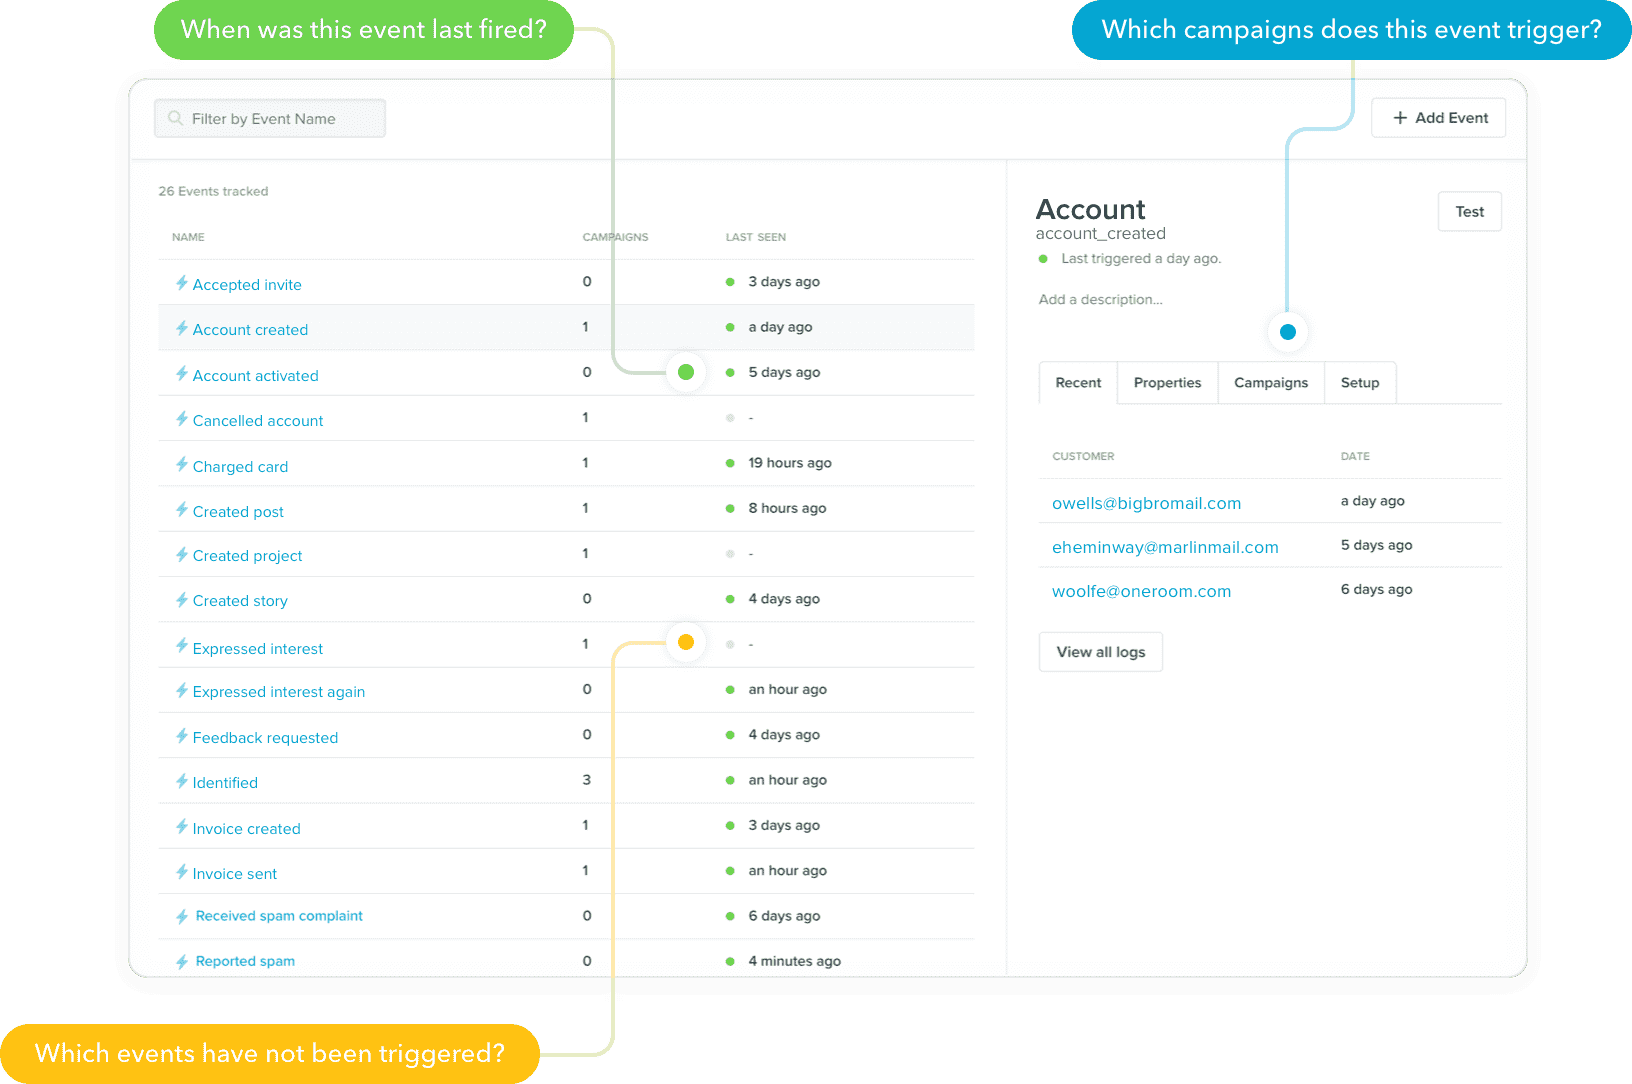 When was this event last fired?
Which campaigns does this event trigger?
Filter by Event Name
+ Add Event
26 Events tracked
NAME CAMPAIGNS LAST SEEN
Accepted invite 0 3 days ago
Account created 1 a day ago
Account activated 0 5 days ago
Cancelled account 1 -
Charged card 1 19 hours ago
Created post 1 8 hours ago
Created project 1 -
Created story 0 4 days ago
Expressed interest 1 -
Expressed interest again 0 an hour ago
Feedback requested 0 4 days ago
Identified 3 an hour ago
Invoice created 1 3 days ago
Invoice sent 1 an hour ago
Received spam complaint 0 6 days ago
Reported spam 0 4 minutes ago
Account
Test
account_created
Last triggered a day ago.
Add a description...
Recent Properties Campaigns Setup
CUSTOMER DATE
owells@bigbromail.com a day ago
eheminway@marlinmail.com 5 days ago
woolfe@oneroom.com 6 days ago
View all logs
Which events have not been triggered?